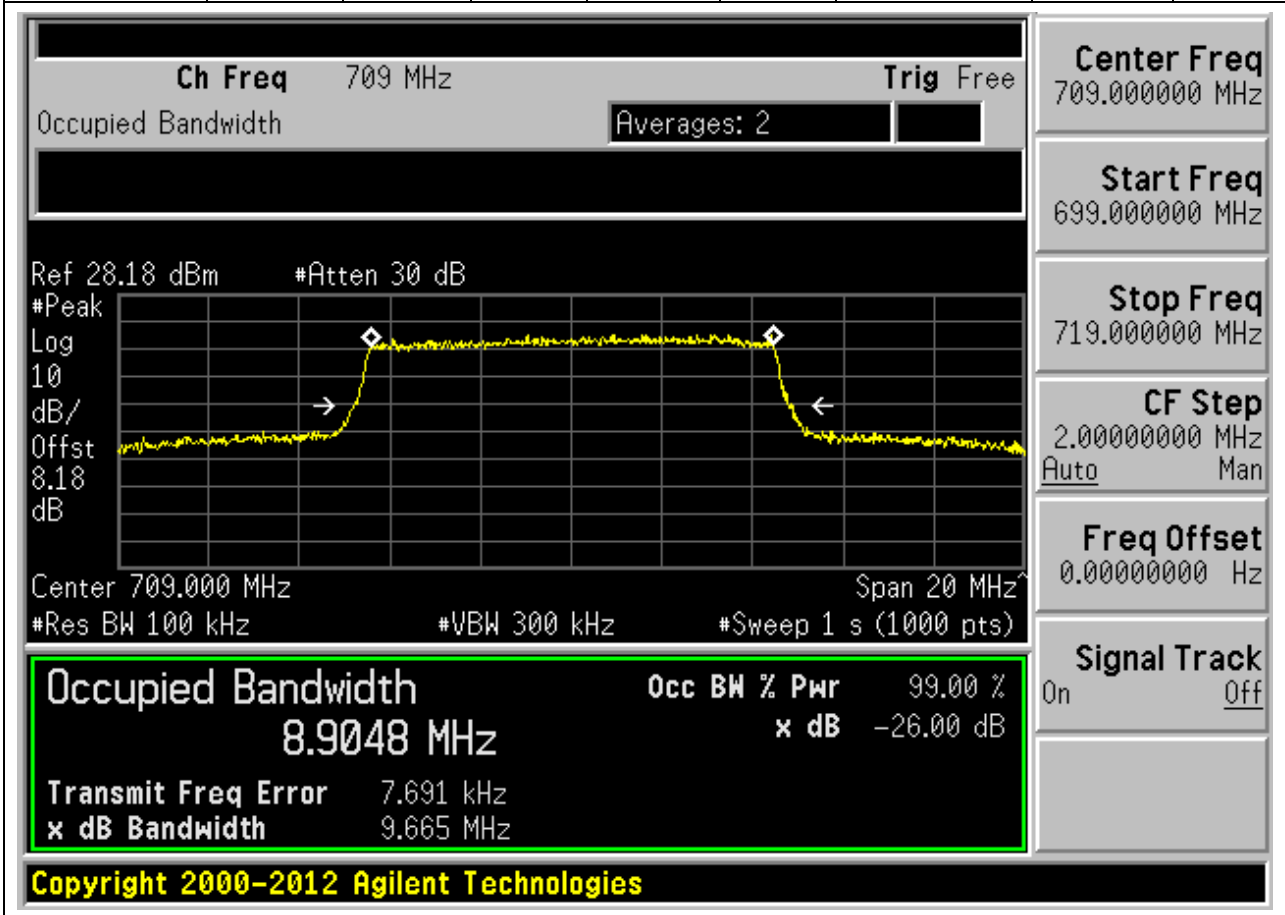 Ch Freq 709 MHz Trig Free
Occupied Bandwidth Averages: 2
Ref 28.18 dBm #Atten 30 dB
#Peak
Log
10
dB/
Offst
8.18
dB
Center 709.000 MHz Span 20 MHz^
#Res BW 100 kHz #VBW 300 kHz #Sweep 1 s (1000 pts)
Occupied Bandwidth Occ BW % Pwr 99.00 %
8.9048 MHz x dB -26.00 dB
Transmit Freq Error 7.691 kHz
x dB Bandwidth 9.665 MHz
Copyright 2000-2012 Agilent Technologies
Center Freq
709.000000 MHz
Start Freq
699.000000 MHz
Stop Freq
719.000000 MHz
CF Step
2.00000000 MHz
Auto Man
Freq Offset
0.00000000 Hz
Signal Track
On Off